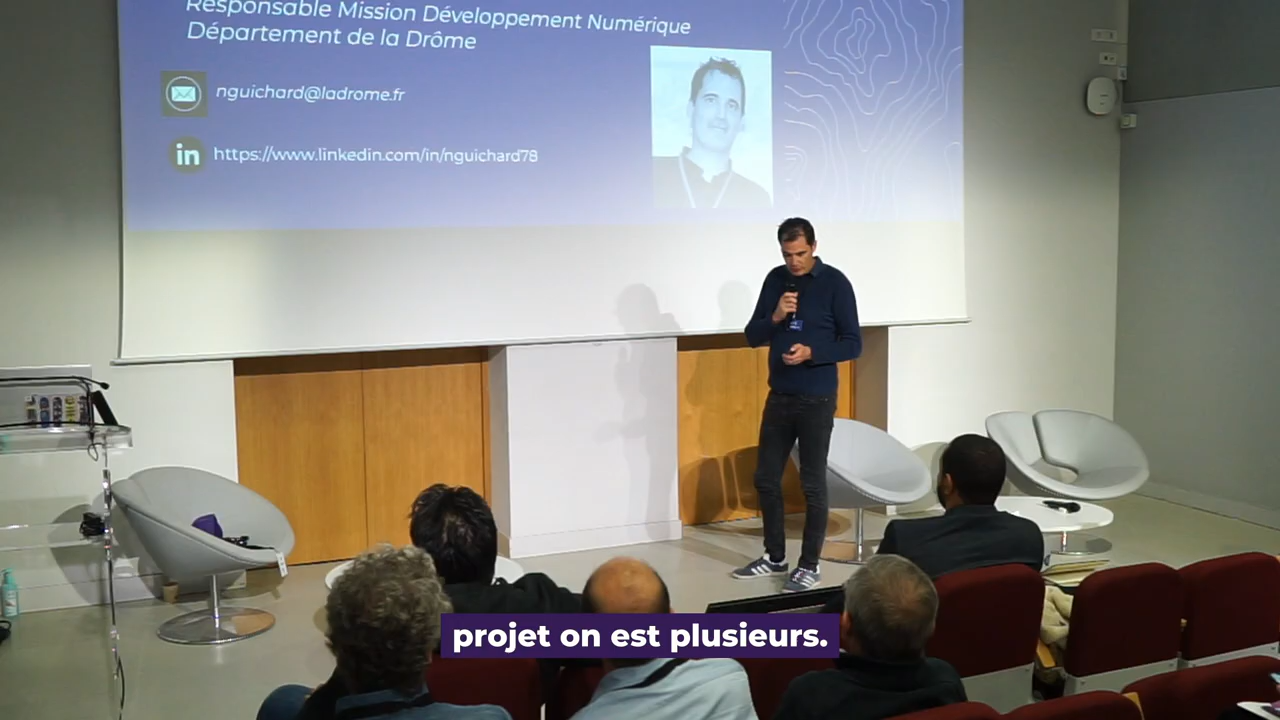 Responsable Mission Développement Numérique
Département de la Drôme
nguichard@ladrome.fr
in https://www.linkedin.com/in/nguichard78
projet on est plusieurs.